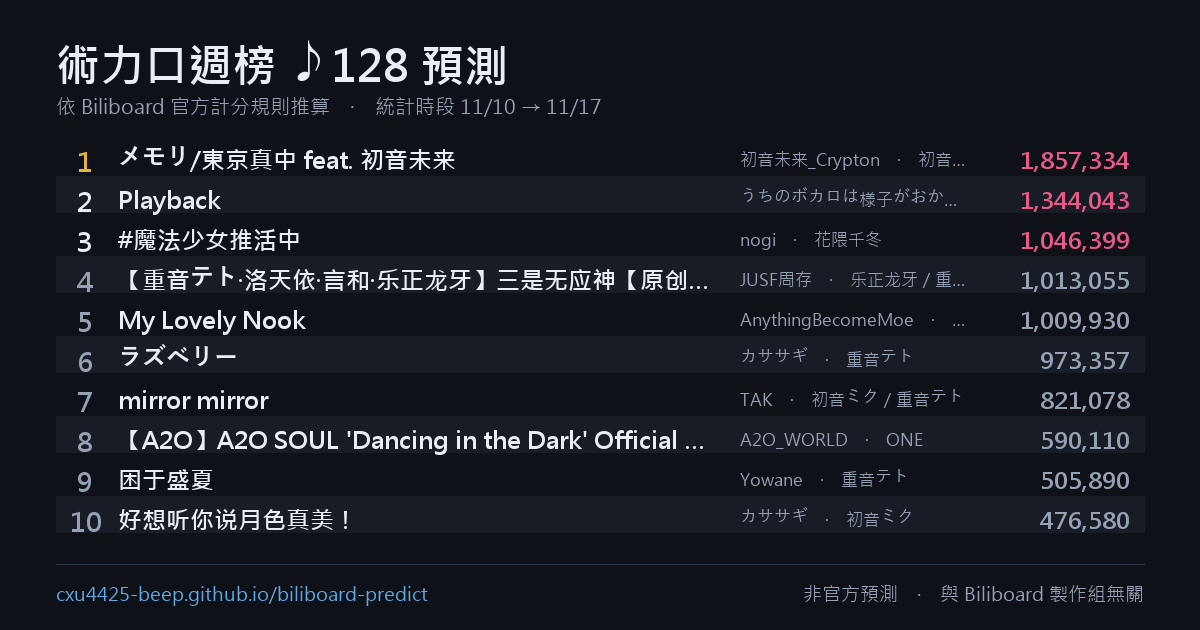 術力口週榜 ♪128 預測
依 Biliboard 官方計分規則推算 · 統計時段 11/10 → 11/17
1 メモリ/東京真中 feat. 初音未来 初音未来_Crypton · 初音… 1,857,334
2 Playback うちのボカロは様子がおか… 1,344,043
3 #魔法少女推活中 nogi · 花隈千冬 1,046,399
4 【重音テト·洛天依·言和·乐正龙牙】三是无应神【原创… JUSF周存 · 乐正龙牙 / 重… 1,013,055
5 My Lovely Nook AnythingBecomeMoe · … 1,009,930
6 ラズベリー カササギ · 重音テト 973,357
7 mirror mirror TAK · 初音ミク / 重音テト 821,078
8 【A2O】A2O SOUL 'Dancing in the Dark' Official … A2O_WORLD · ONE 590,110
9 困于盛夏 Yowane · 重音テト 505,890
10 好想听你说月色真美！ カササギ · 初音ミク 476,580
cxu4425-beep.github.io/biliboard-predict 非官方預測 · 與 Biliboard 製作組無關